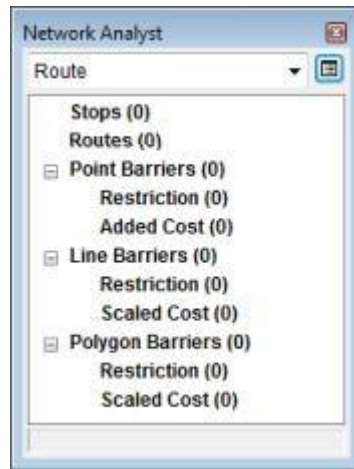 Network Analyst
Route
Stops (0)
Routes (0)
Point Barriers (0)
Restriction (0)
Added Cost (0)
Line Barriers (0)
Restriction (0)
Scaled Cost (0)
Polygon Barriers (0)
Restriction (0)
Scaled Cost (0)